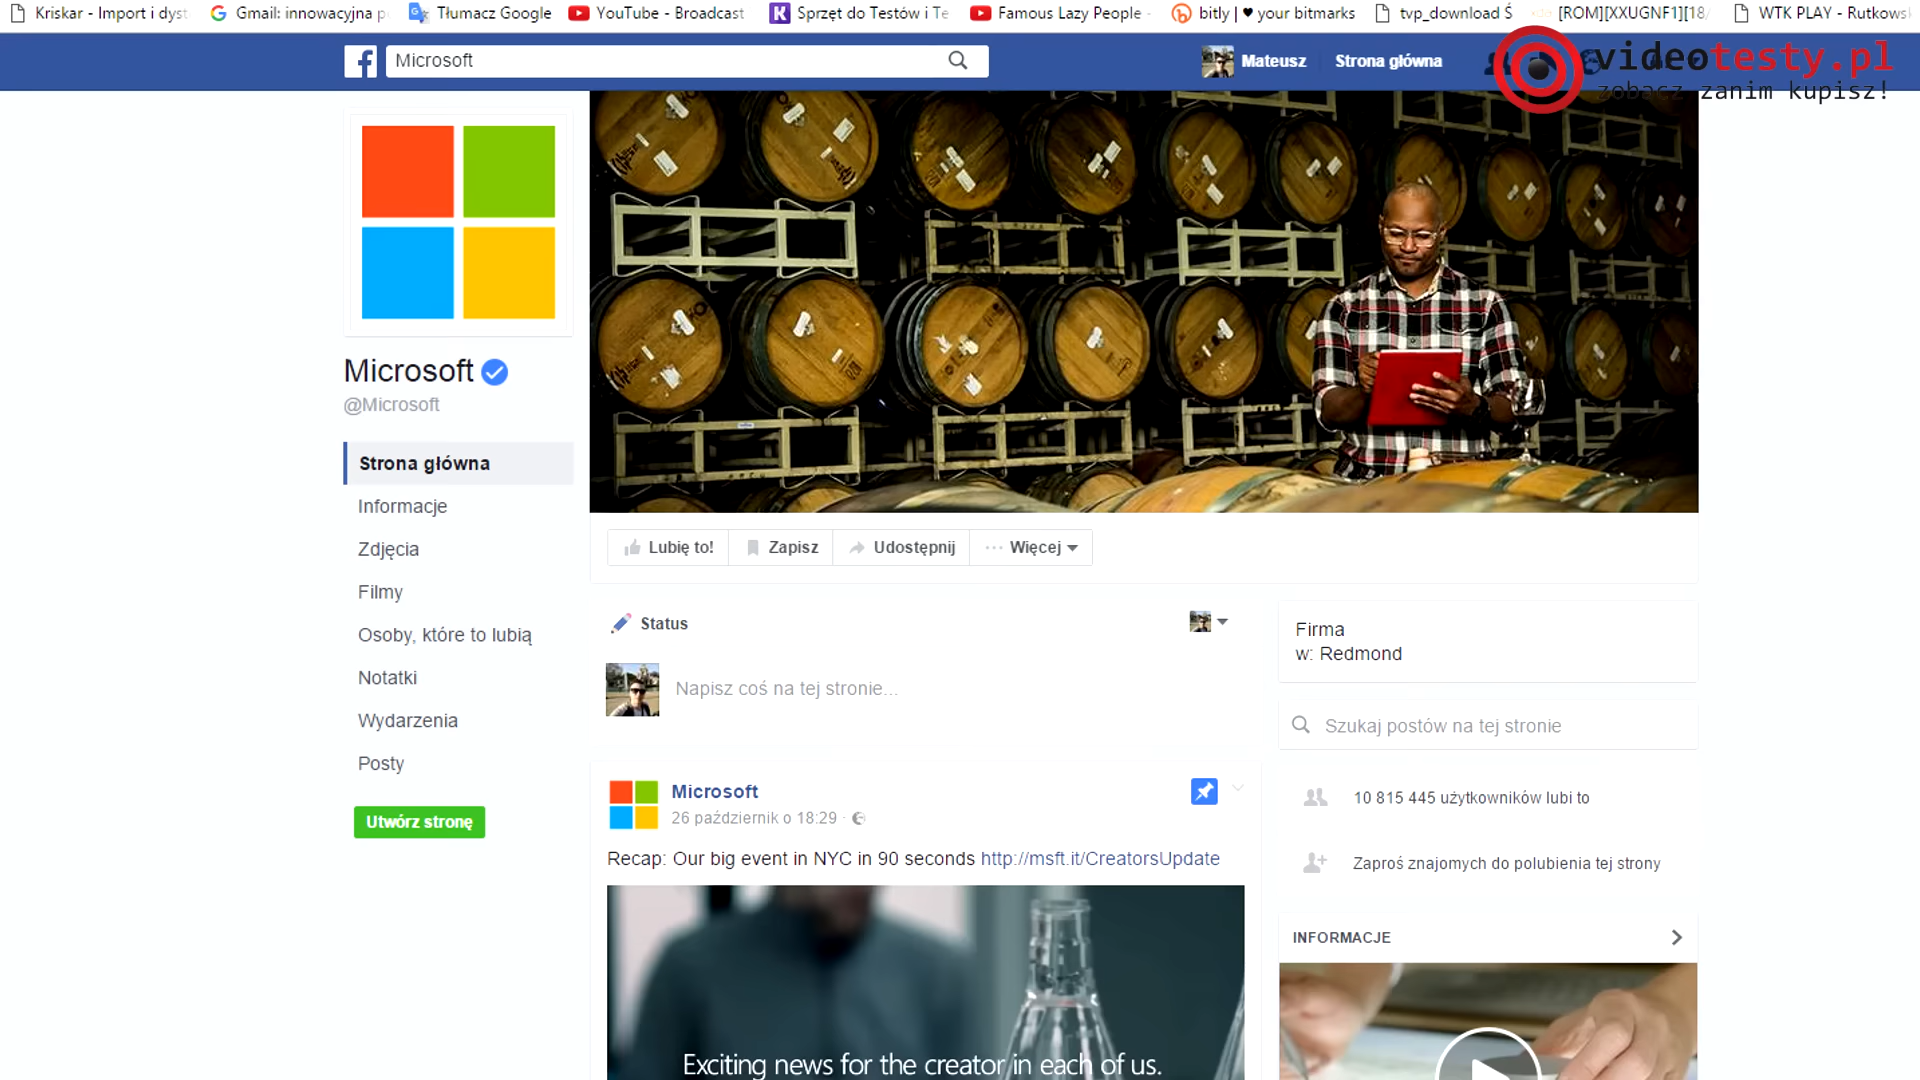 Kriskar - Import i dyst
Gmail: innowacyjna p
Tłumacz Google
YouTube - Broadcast
Sprzęt do Testów i Te
Famous Lazy People -
bitly | ♥ your bitmarks
tvp_download Ś
[ROM][XXUGNF1][18/
WTK PLAY - Rutkowsk
Microsoft
Mateusz
Strona główna
videotesty.pl
zobacz zanim kupisz!
Microsoft
@Microsoft
Strona główna
Informacje
Zdjęcia
Filmy
Osoby, które to lubią
Notatki
Wydarzenia
Posty
Utwórz stronę
Lubię to!
Zapisz
Udostępnij
Więcej
Status
Napisz coś na tej stronie...
Microsoft
26 październik o 18:29 ·
Recap: Our big event in NYC in 90 seconds http://msft.it/CreatorsUpdate
Exciting news for the creator in each of us.
Firma
w: Redmond
Szukaj postów na tej stronie
10 815 445 użytkowników lubi to
Zaproś znajomych do polubienia tej strony
INFORMACJE